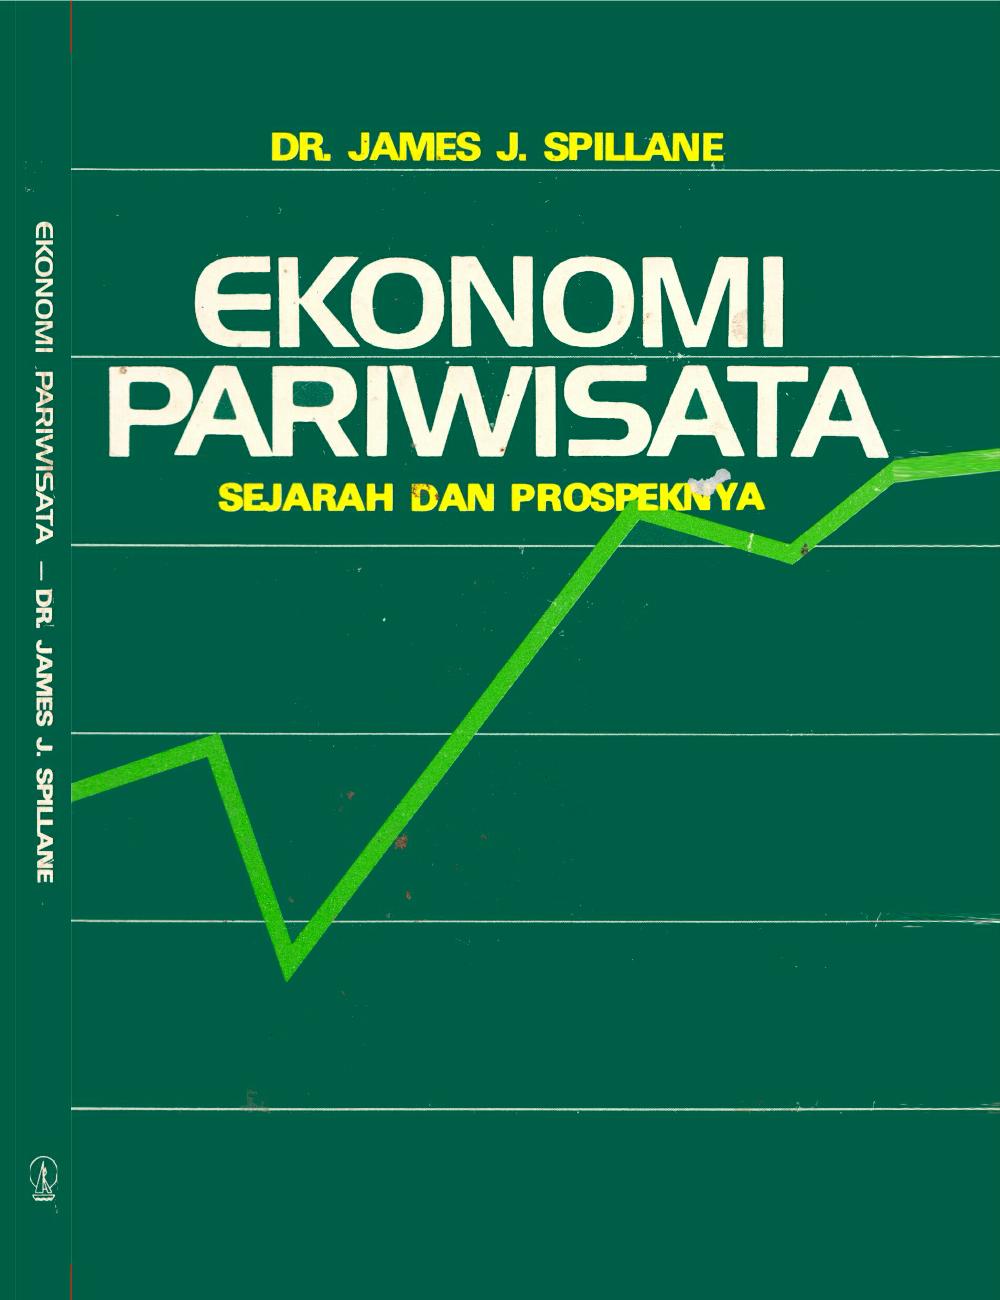 DR. JAMES J. SPILLANE
EKONOMI
PARIWISATA
SEJARAH DAN PROSPEKNYA
EKONOMI PARIWISATA — DR. JAMES J. SPILLANE